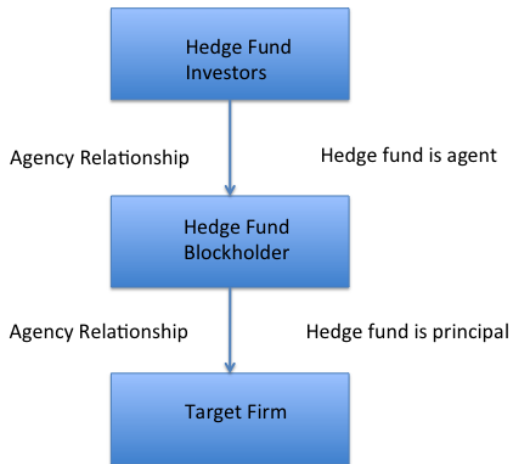 Hedge Fund
Investors
Agency Relationship
Hedge fund is agent
Hedge Fund
Blockholder
Agency Relationship
Hedge fund is principal
Target Firm